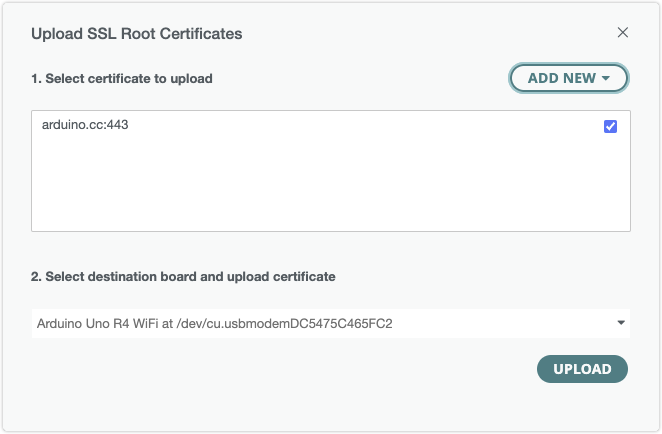 Upload SSL Root Certificates
1. Select certificate to upload
ADD NEW
arduino.cc:443
2. Select destination board and upload certificate
Arduino Uno R4 WiFi at /dev/cu.usbmodemDC5475C465FC2
UPLOAD